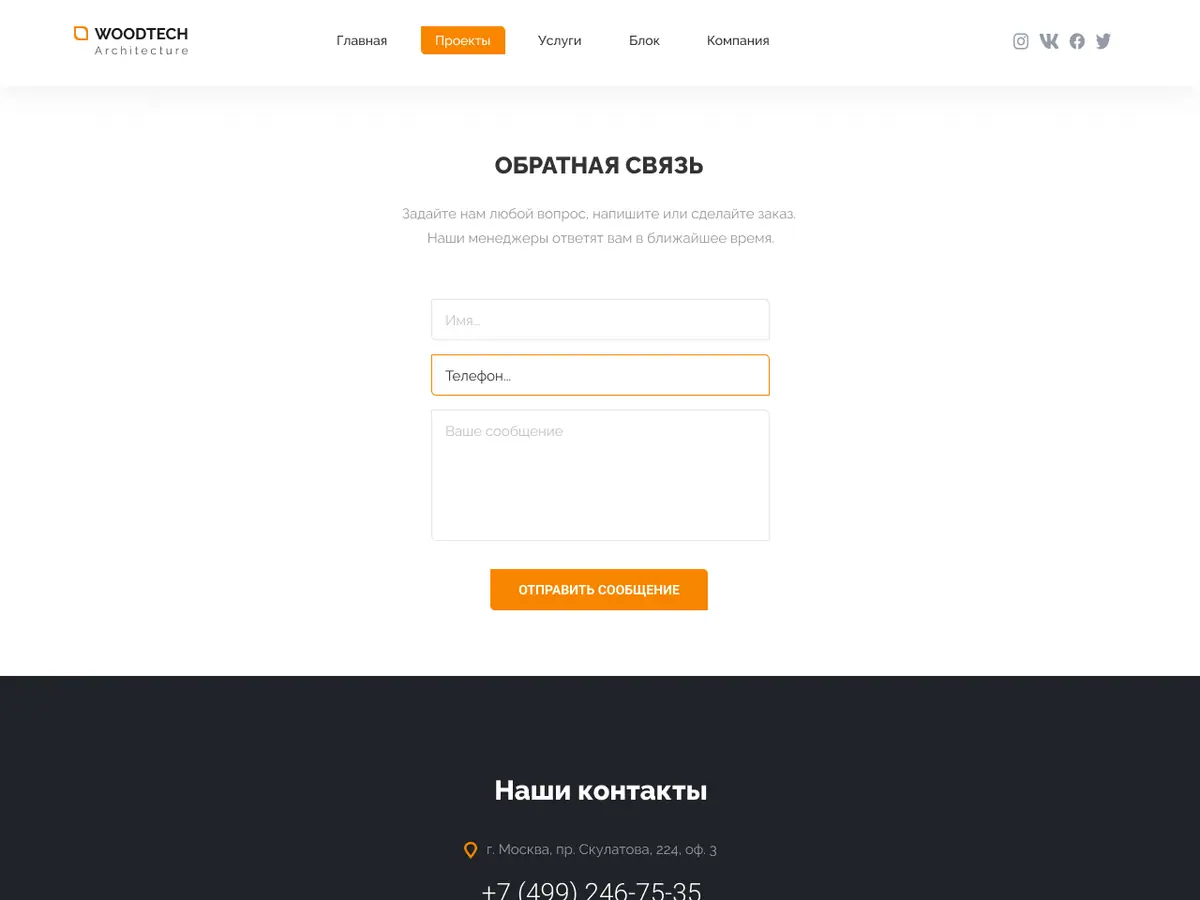 WOODTECH
Architecture
Главная Проекты Услуги Блок Компания
ОБРАТНАЯ СВЯЗЬ
Задайте нам любой вопрос, напишите или сделайте заказ.
Наши менеджеры ответят вам в ближайшее время.
Имя...
Телефон...
Ваше сообщение
ОТПРАВИТЬ СООБЩЕНИЕ
Наши контакты
г. Москва, пр. Скулатова, 224, оф. 3
+7 (499) 246-75-35